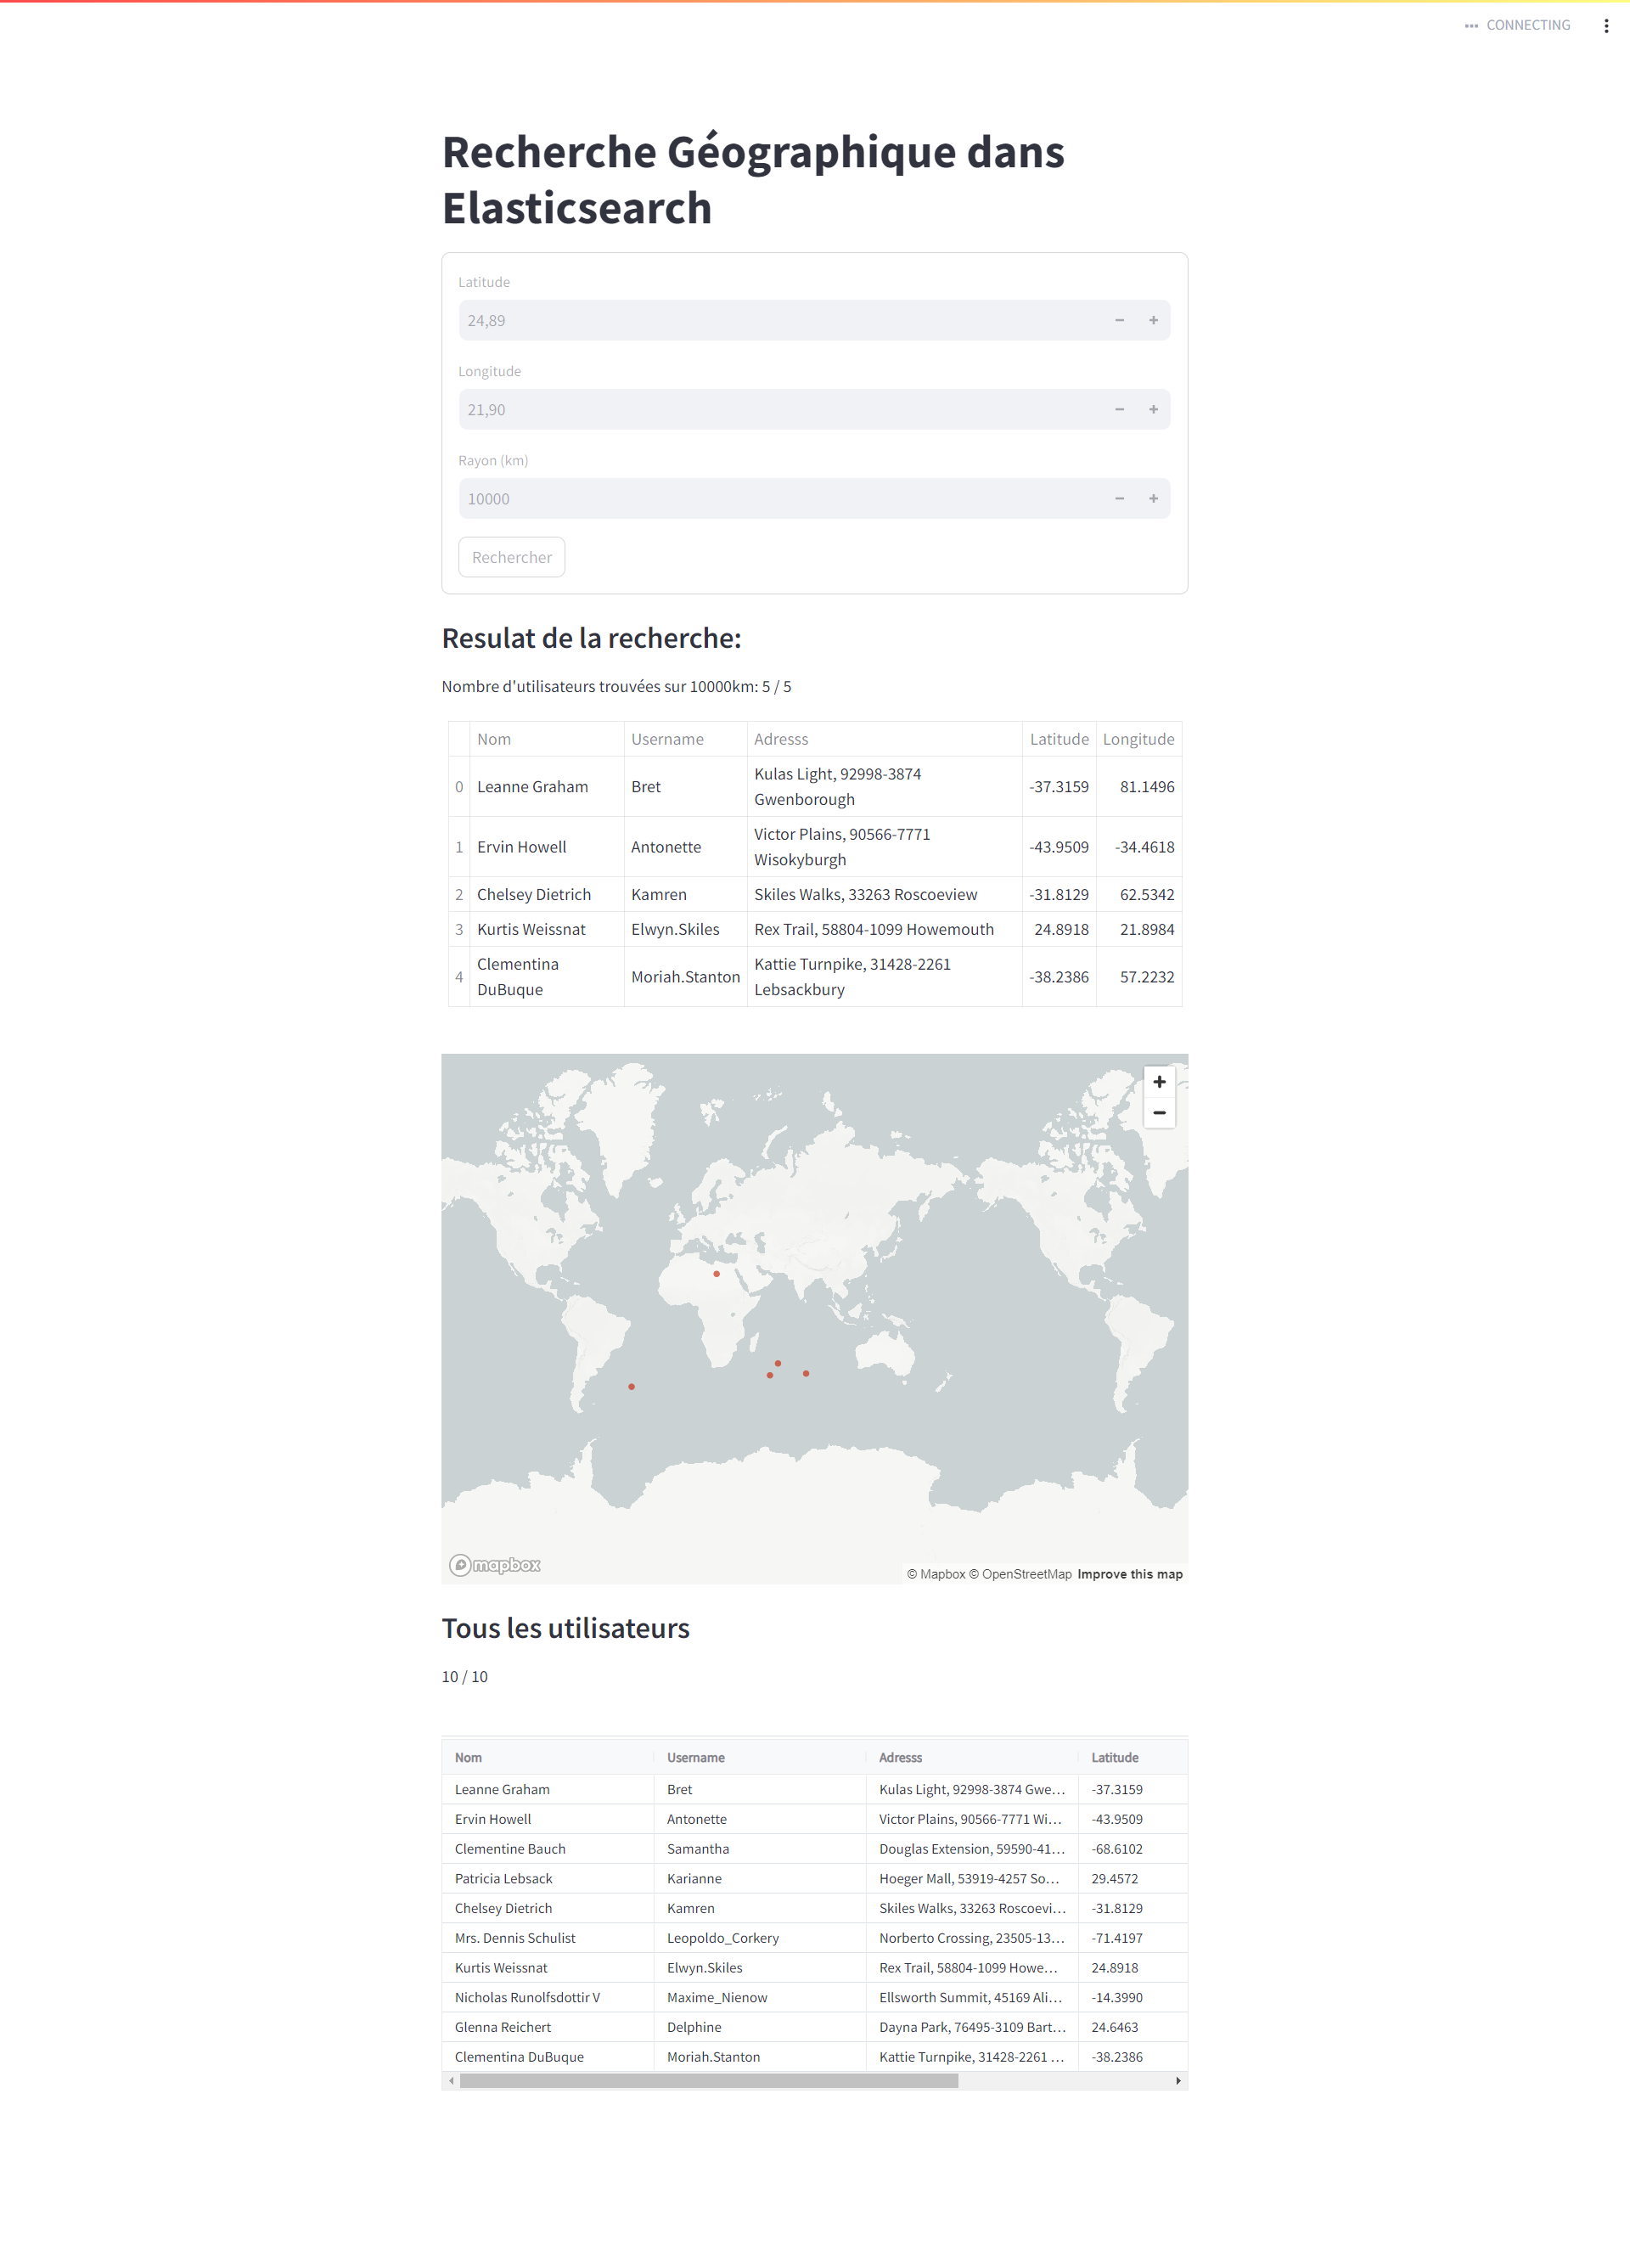 CONNECTING
Recherche Géographique dans
Elasticsearch
Latitude
24,89
Longitude
21,90
Rayon (km)
10000
Rechercher
Resulat de la recherche:
Nombre d'utilisateurs trouvées sur 10000km: 5 / 5
Nom Username Adresss Latitude Longitude
0 Leanne Graham Bret Kulas Light, 92998-3874 Gwenborough -37.3159 81.1496
1 Ervin Howell Antonette Victor Plains, 90566-7771 Wisokyburgh -43.9509 -34.4618
2 Chelsey Dietrich Kamren Skiles Walks, 33263 Roscoeview -31.8129 62.5342
3 Kurtis Weissnat Elwyn.Skiles Rex Trail, 58804-1099 Howemouth 24.8918 21.8984
4 Clementina DuBuque Moriah.Stanton Kattie Turnpike, 31428-2261 Lebsackbury -38.2386 57.2232
mapbox
© Mapbox © OpenStreetMap Improve this map
Tous les utilisateurs
10 / 10
Nom Username Adresss Latitude
Leanne Graham Bret Kulas Light, 92998-3874 Gwe... -37.3159
Ervin Howell Antonette Victor Plains, 90566-7771 Wi... -43.9509
Clementine Bauch Samantha Douglas Extension, 59590-41... -68.6102
Patricia Lebsack Karianne Hoeger Mall, 53919-4257 So... 29.4572
Chelsey Dietrich Kamren Skiles Walks, 33263 Roscoevi... -31.8129
Mrs. Dennis Schulist Leopoldo_Corkery Norberto Crossing, 23505-13... -71.4197
Kurtis Weissnat Elwyn.Skiles Rex Trail, 58804-1099 Howe... 24.8918
Nicholas Runolfsdottir V Maxime_Nienow Ellsworth Summit, 45169 Ali... -14.3990
Glenna Reichert Delphine Dayna Park, 76495-3109 Bart... 24.6463
Clementina DuBuque Moriah.Stanton Kattie Turnpike, 31428-2261 ... -38.2386